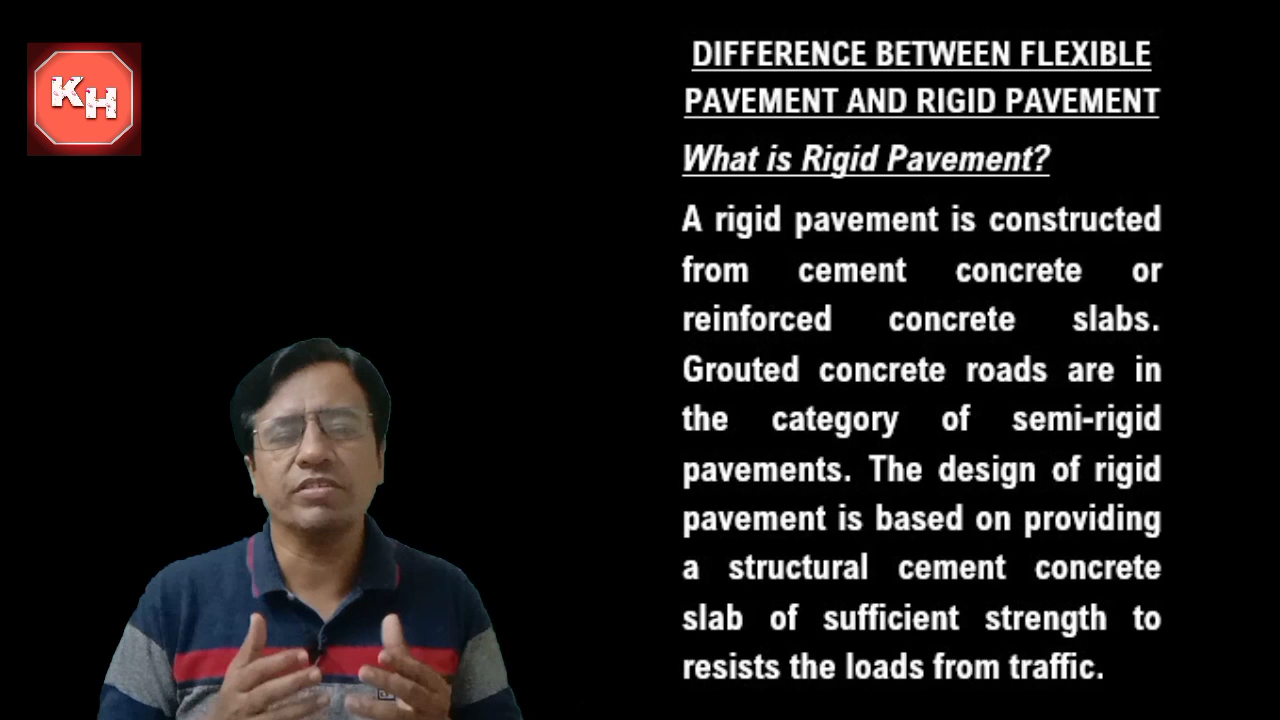 KH
DIFFERENCE BETWEEN FLEXIBLE
PAVEMENT AND RIGID PAVEMENT
What is Rigid Pavement?
A rigid pavement is constructed
from cement concrete or
reinforced concrete slabs.
Grouted concrete roads are in
the category of semi-rigid
pavements. The design of rigid
pavement is based on providing
a structural cement concrete
slab of sufficient strength to
resists the loads from traffic.